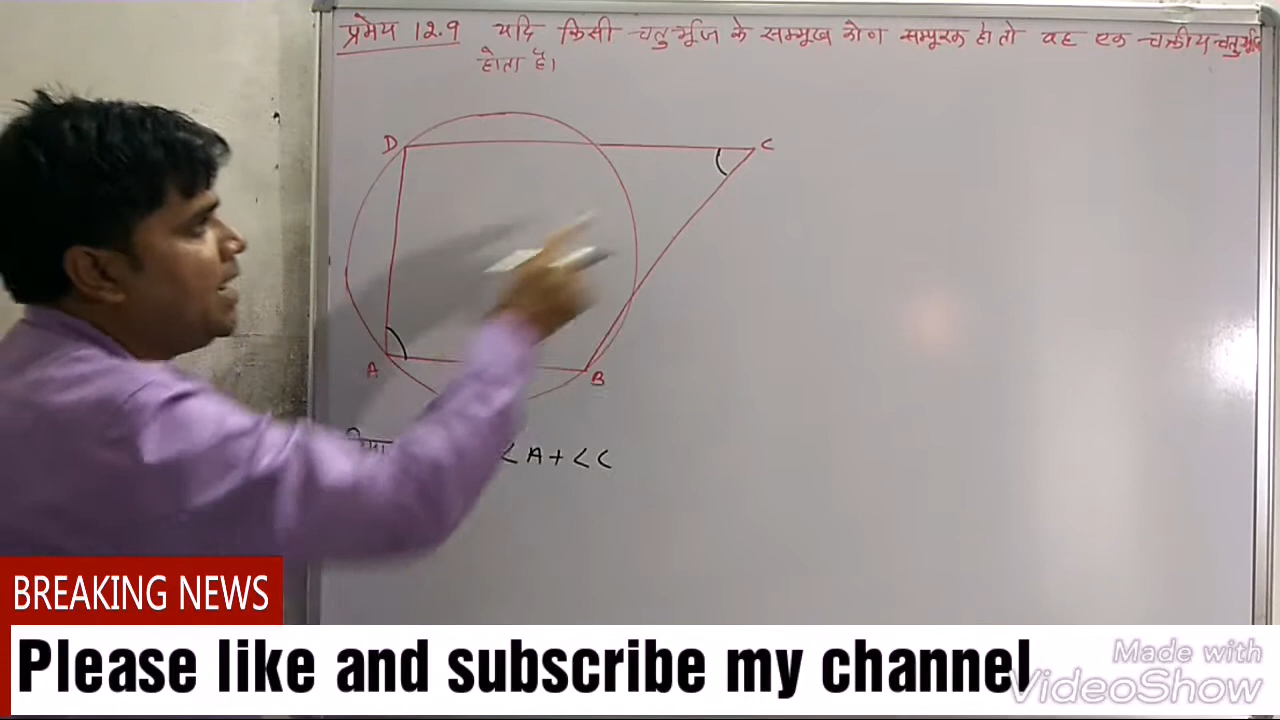 प्रमेय 12.9 यदि किसी चतुर्भुज के सम्मुख कोण सम्पूरक हो तो वह एक चक्रीय चतुर्भुज
होता है।
D
C
A
B
<A+<C
BREAKING NEWS
Please like and subscribe my channel
Made with
VideoShow